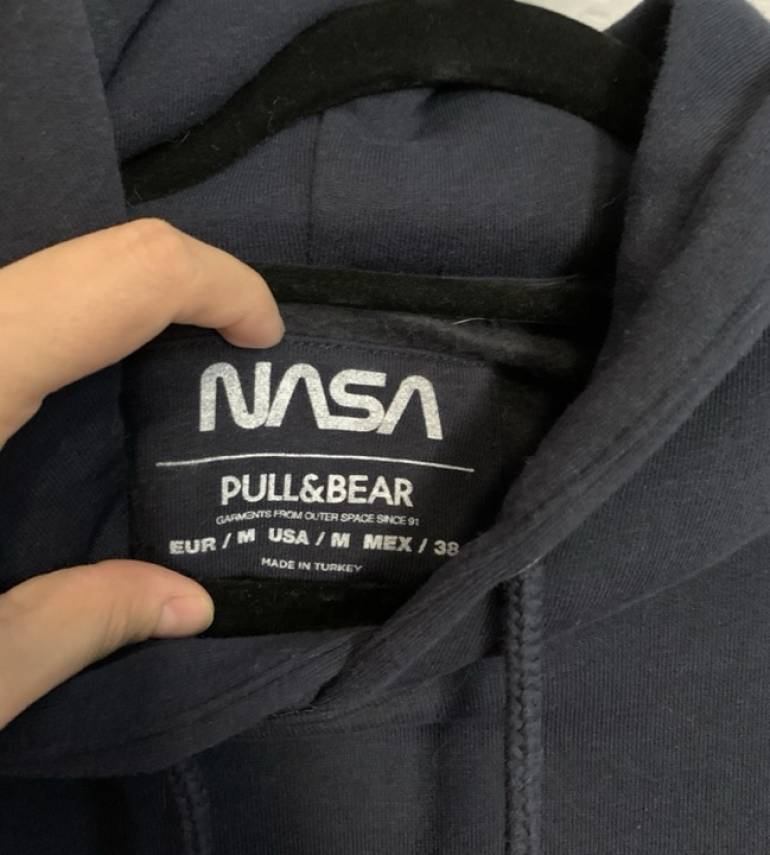 NASA
PULL&BEAR
GARMENTS FROM OUTER SPACE SINCE 91
EUR / M USA / M MEX / 38
MADE IN TURKEY